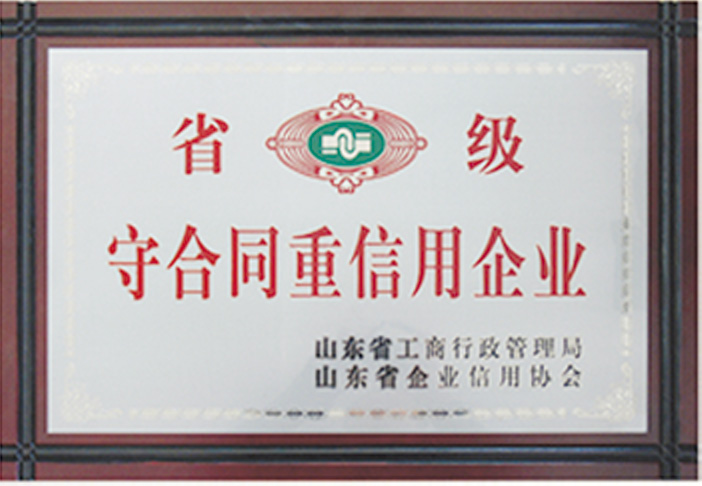 省 级
守合同重信用企业
山东省工商行政管理局
山东省企业信用协会